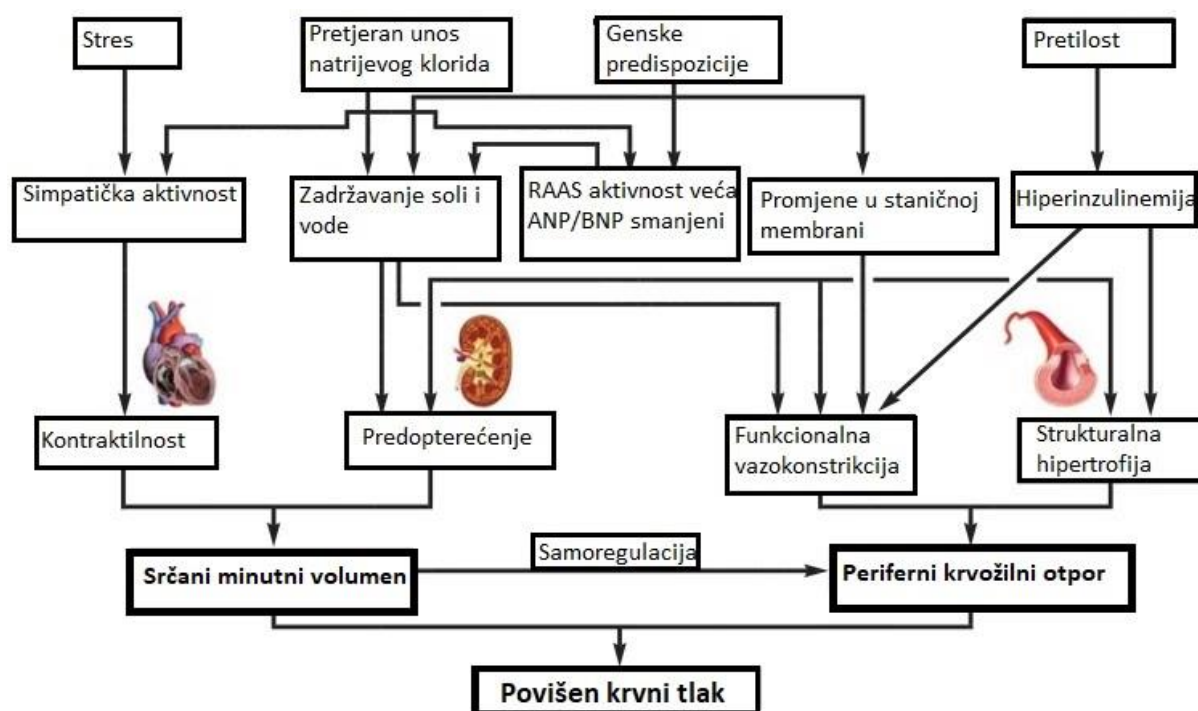 Stres
Pretjeran unos
natrijevog klorida
Genske
predispozicije
Pretilost
Simpatička aktivnost
Zadržavanje soli i
vode
RAAS aktivnost veća
ANP/BNP smanjeni
Promjene u staničnoj
membrani
Hiperinzulinemija
Kontraktilnost
Predopterećenje
Funkcionalna
vazokonstrikcija
Strukturalna
hipertrofija
Srčani minutni volumen
Samoregulacija
Periferni krvožilni otpor
Povišen krvni tlak